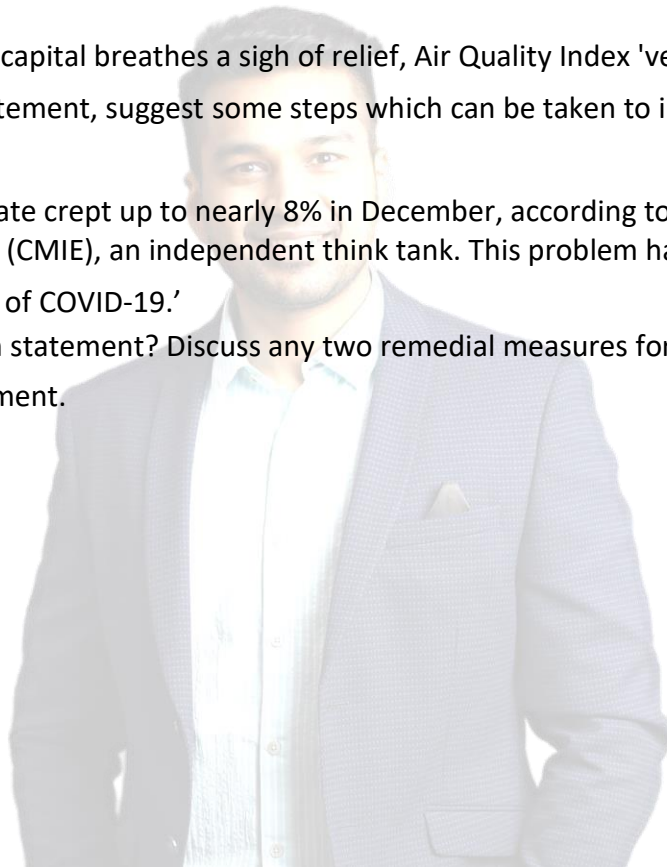 capital breathes a sigh of relief, Air Quality Index 've
tement, suggest some steps which can be taken to i
ate crept up to nearly 8% in December, according to
(CMIE), an independent think tank. This problem ha
of COVID-19.’
statement? Discuss any two remedial measures for
ment.